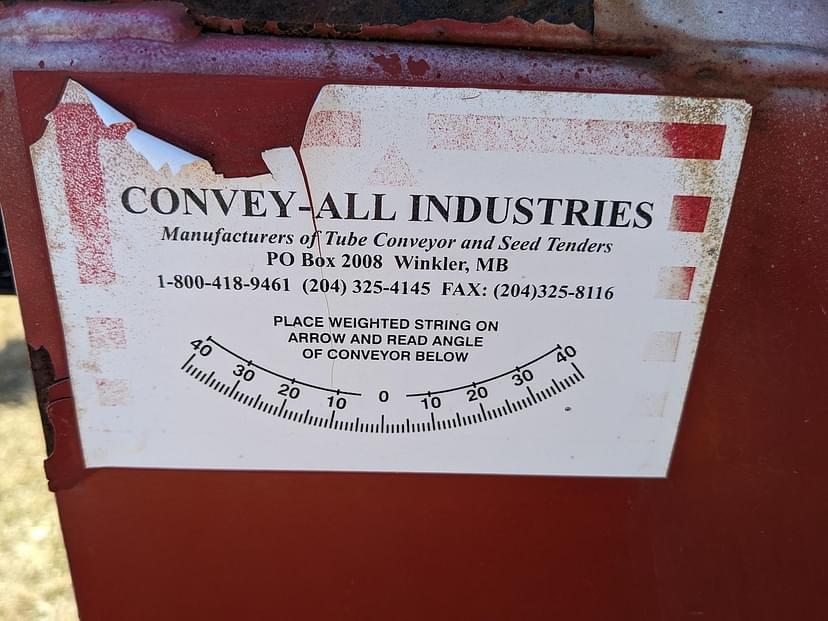 CONVEY-ALL INDUSTRIES
Manufacturers of Tube Conveyor and Seed Tenders
PO Box 2008 Winkler, MB
1-800-418-9461 (204) 325-4145 FAX: (204)325-8116
PLACE WEIGHTED STRING ON
ARROW AND READ ANGLE
OF CONVEYOR BELOW
40 30 20 10 0 10 20 30 40